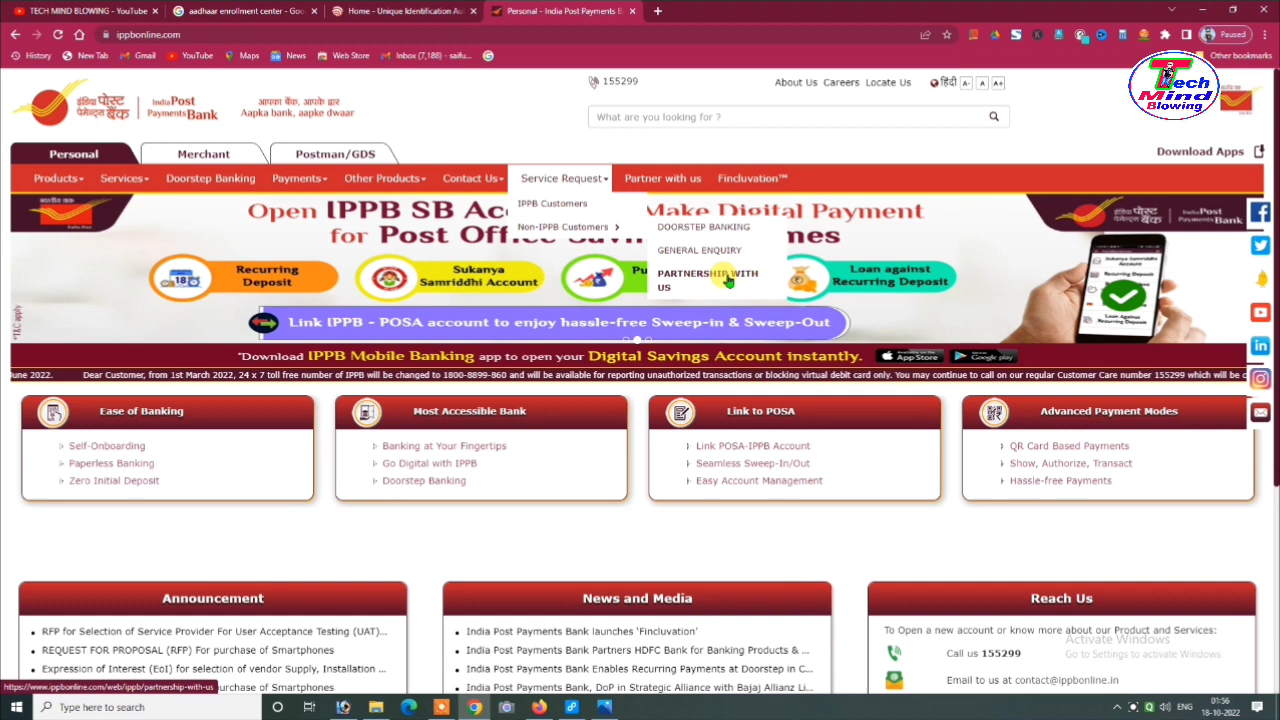 TECH MIND BLOWING - YouTube
aadhaar enrollment center - Goo
Home - Unique Identification Aut
Personal - India Post Payments B
ippbonline.com
Paused
History
New Tab
Gmail
YouTube
Maps
News
Web Store
Inbox (7,188) - saifu...
Other bookmarks
इंडिया पोस्ट
पेमेन्ट्स बैंक
India Post
Payments Bank
आपका बैंक, आपके द्वार
Aapka bank, aapke dwaar
155299
About Us
Careers
Locate Us
हिंदी
A-
A
A+
Tech
Mind
Blowing
What are you looking for ?
Personal
Merchant
Postman/GDS
Download Apps
Products
Services
Doorstep Banking
Payments
Other Products
Contact Us
Service Request
Partner with us
Fincluvation™
IPPB Customers
Non-IPPB Customers
DOORSTEP BANKING
GENERAL ENQUIRY
PARTNERSHIP WITH
US
Open IPPB SB Acc
Make Digital Payment
for Post Office Savi
mes
Recurring
Deposit
Sukanya
Samriddhi Account
Pu
Loan against
Recurring Deposit
Link IPPB - POSA account to enjoy hassle-free Sweep-in & Sweep-Out
*T&C apply
*Download IPPB Mobile Banking app to open your Digital Savings Account instantly.
App Store
Google play
June 2022.
Dear Customer, from 1st March 2022, 24 x 7 toll free number of IPPB will be changed to 1800-8899-860 and will be available for reporting unauthorized transactions or blocking virtual debit card only. You may continue to call on our regular Customer Care number 155299 which will be c
Ease of Banking
Self-Onboarding
Paperless Banking
Zero Initial Deposit
Most Accessible Bank
Banking at Your Fingertips
Go Digital with IPPB
Doorstep Banking
Link to POSA
Link POSA-IPPB Account
Seamless Sweep-In/Out
Easy Account Management
Advanced Payment Modes
QR Card Based Payments
Show, Authorize, Transact
Hassle-free Payments
Announcement
RFP for Selection of Service Provider For User Acceptance Testing (UAT)...
REQUEST FOR PROPOSAL (RFP) For purchase of Smartphones
Expression of Interest (EoI) for selection of vendor Supply, Installation ...
purchase of Smartphones
News and Media
India Post Payments Bank launches 'Fincluvation'
India Post Payments Bank Partners HDFC Bank for Banking Products & ...
India Post Payments Bank Enables Recurring Payments at Doorstep in C...
India Post Payments Bank, DoP in Strategic Alliance with Bajaj Allianz Li...
Reach Us
To Open a new account or know more about our Product and Services:
Call us 155299
Email to us at contact@ippbonline.in
Activate Windows
Go to Settings to activate Windows.
https://www.ippbonline.com/web/ippb/partnership-with-us
Type here to search
ENG
01:56
18-10-2022